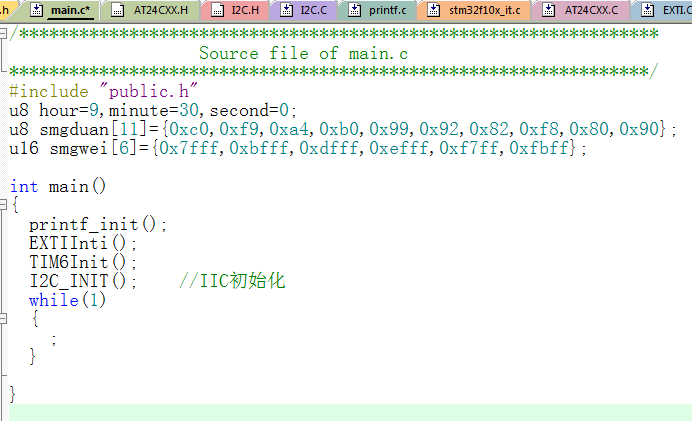 .h main.c* AT24CXX.H I2C.H I2C.C printf.c stm32f10x_it.c AT24CXX.C EXTI.C
/*************************************************************
Source file of main.c
*************************************************************/
#include "public.h"
u8 hour=9,minute=30,second=0;
u8 smgduan[11]={0xc0,0xf9,0xa4,0xb0,0x99,0x92,0x82,0xf8,0x80,0x90};
u16 smgwei[6]={0x7fff,0xbfff,0xdfff,0xefff,0xf7ff,0xfbff};
int main()
{
printf_init();
EXTIInti();
TIM6Init();
I2C_INIT(); //IIC初始化
while(1)
{
;
}
}